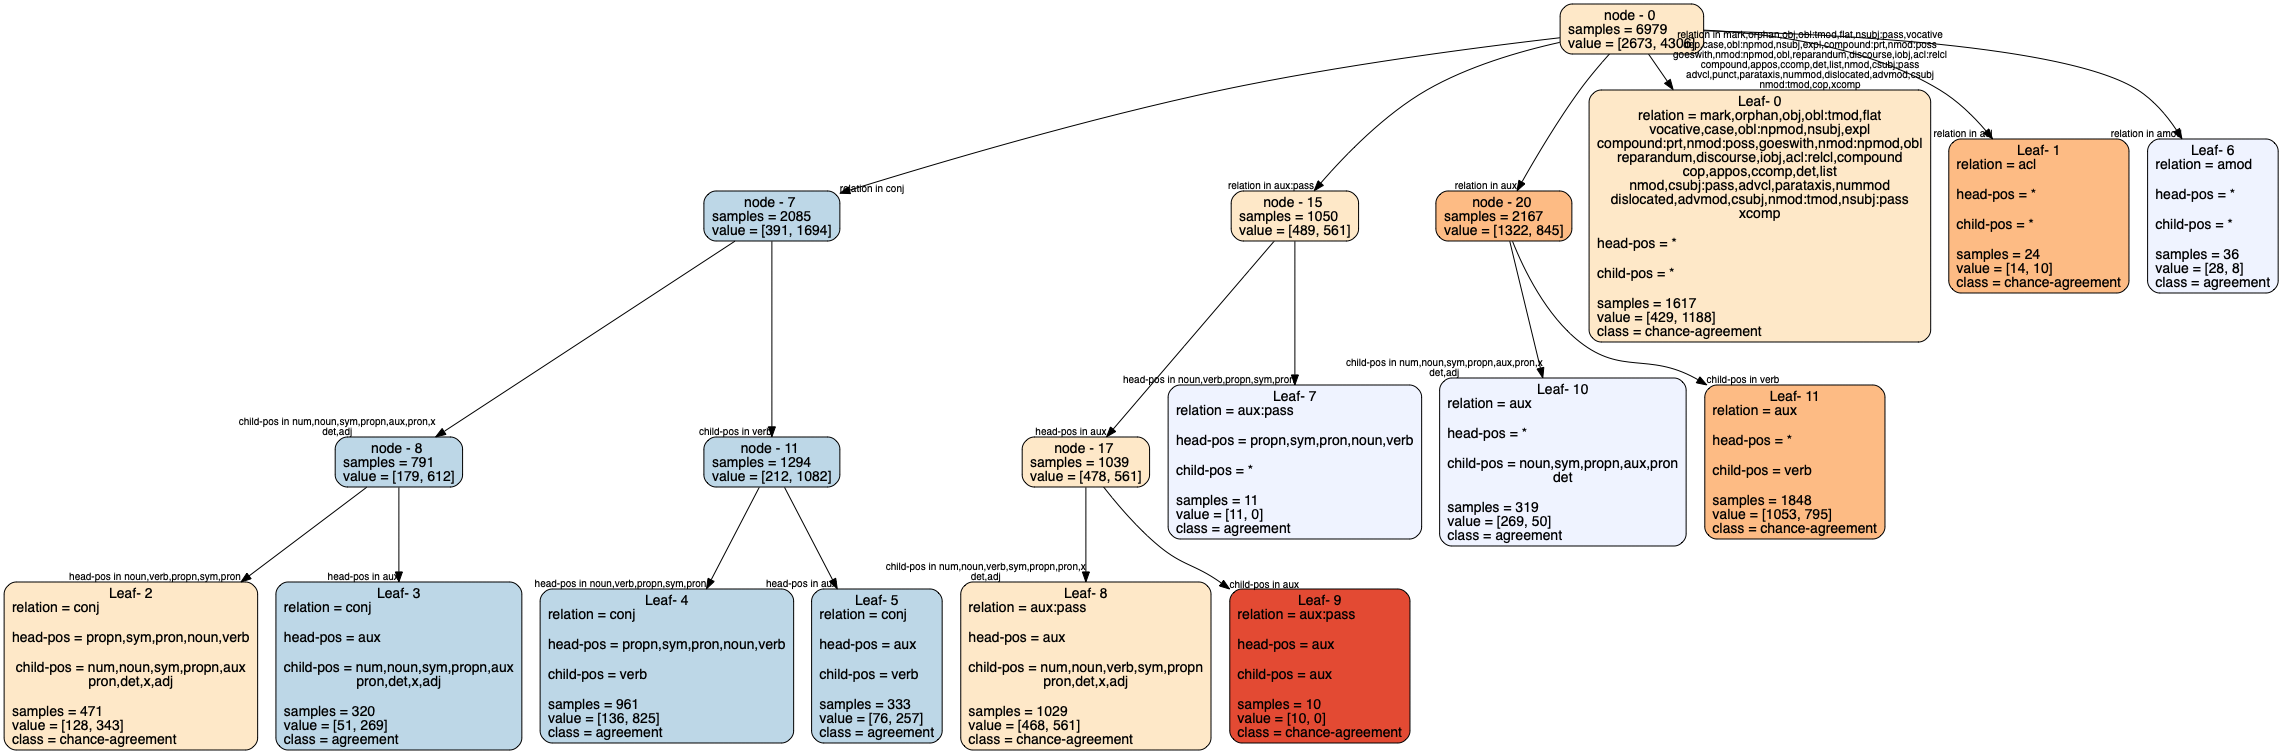 node - 0
samples = 6979
value = [2673, 4306]
relation in mark,orphan,obj,obl:tmod,flat,nsubj:pass,vocative
dep,case,obl:npmod,nsubj,expl,compound:prt,nmod:poss
goeswith,nmod:npmod,obl,reparandum,discourse,iobj,acl:relcl
compound,appos,ccomp,det,list,nmod,csubj:pass
advcl,punct,parataxis,nummod,dislocated,advmod,csubj
nmod:tmod,cop,xcomp
Leaf- 0
relation = mark,orphan,obj,obl:tmod,flat
vocative,case,obl:npmod,nsubj,expl
compound:prt,nmod:poss,goeswith,nmod:npmod,obl
reparandum,discourse,iobj,acl:relcl,compound
cop,appos,ccomp,det,list
nmod,csubj:pass,advcl,parataxis,nummod
dislocated,advmod,csubj,nmod:tmod,nsubj:pass
xcomp
head-pos = *
child-pos = *
samples = 1617
value = [429, 1188]
class = chance-agreement
relation in acl
Leaf- 1
relation = acl
head-pos = *
child-pos = *
samples = 24
value = [14, 10]
class = chance-agreement
relation in amod
Leaf- 6
relation = amod
head-pos = *
child-pos = *
samples = 36
value = [28, 8]
class = agreement
relation in conj
node - 7
samples = 2085
value = [391, 1694]
relation in aux:pass
node - 15
samples = 1050
value = [489, 561]
relation in aux
node - 20
samples = 2167
value = [1322, 845]
head-pos in noun,verb,propn,sym,pron
Leaf- 7
relation = aux:pass
head-pos = propn,sym,pron,noun,verb
child-pos = *
samples = 11
value = [11, 0]
class = agreement
child-pos in num,noun,sym,propn,aux,pron,x
det,adj
Leaf- 10
relation = aux
head-pos = *
child-pos = noun,sym,propn,aux,pron
det
samples = 319
value = [269, 50]
class = agreement
child-pos in verb
Leaf- 11
relation = aux
head-pos = *
child-pos = verb
samples = 1848
value = [1053, 795]
class = chance-agreement
child-pos in num,noun,sym,propn,aux,pron,x
det,adj
node - 8
samples = 791
value = [179, 612]
child-pos in verb
node - 11
samples = 1294
value = [212, 1082]
head-pos in aux
node - 17
samples = 1039
value = [478, 561]
head-pos in noun,verb,propn,sym,pron
Leaf- 2
relation = conj
head-pos = propn,sym,pron,noun,verb
child-pos = num,noun,sym,propn,aux
pron,det,x,adj
samples = 471
value = [128, 343]
class = chance-agreement
head-pos in aux
Leaf- 3
relation = conj
head-pos = aux
child-pos = num,noun,sym,propn,aux
pron,det,x,adj
samples = 320
value = [51, 269]
class = agreement
head-pos in noun,verb,propn,sym,pron
Leaf- 4
relation = conj
head-pos = propn,sym,pron,noun,verb
child-pos = verb
samples = 961
value = [136, 825]
class = agreement
head-pos in aux
Leaf- 5
relation = conj
head-pos = aux
child-pos = verb
samples = 333
value = [76, 257]
class = agreement
child-pos in num,noun,verb,sym,propn,pron,x
det,adj
Leaf- 8
relation = aux:pass
head-pos = aux
child-pos = num,noun,verb,sym,propn
pron,det,x,adj
samples = 1029
value = [468, 561]
class = chance-agreement
child-pos in aux
Leaf- 9
relation = aux:pass
head-pos = aux
child-pos = aux
samples = 10
value = [10, 0]
class = chance-agreement